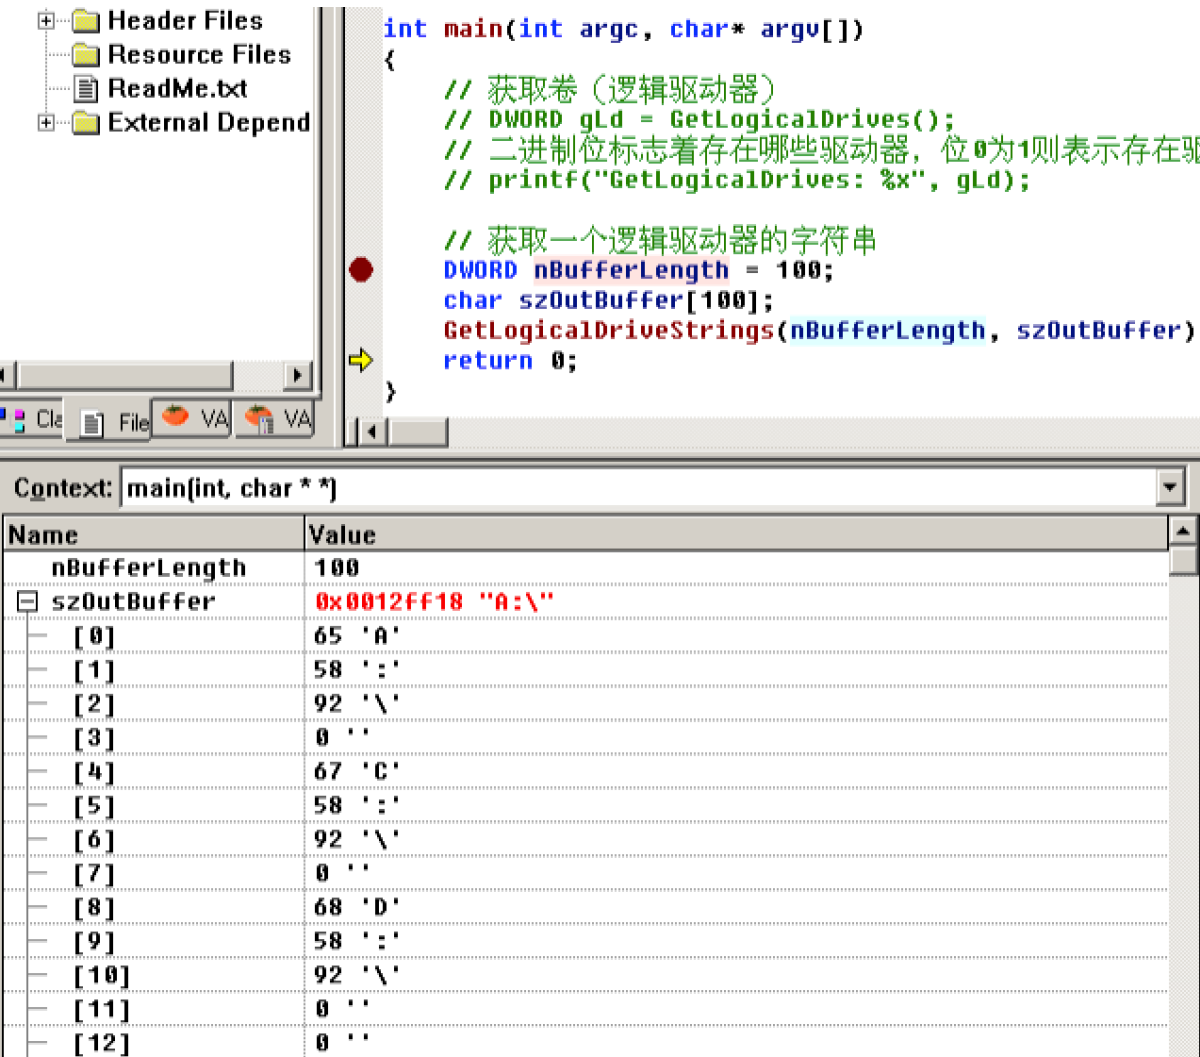 Header Files
Resource Files
ReadMe.txt
External Depend
Cla
File
VA
VA
int main(int argc, char* argv[])
{
// 获取卷（逻辑驱动器）
// DWORD gLd = GetLogicalDrives();
// 二进制位标志着存在哪些驱动器，位0为1则表示存在驱
// printf("GetLogicalDrives: %x", gLd);
// 获取一个逻辑驱动器的字符串
DWORD nBufferLength = 100;
char szOutBuffer[100];
GetLogicalDriveStrings(nBufferLength, szOutBuffer)
return 0;
}
Context: main(int, char * *)
Name Value
nBufferLength 100
szOutBuffer 0x0012ff18 "A:\"
[0] 65 'A'
[1] 58 ':'
[2] 92 '\'
[3] 0 ''
[4] 67 'C'
[5] 58 ':'
[6] 92 '\'
[7] 0 ''
[8] 68 'D'
[9] 58 ':'
[10] 92 '\'
[11] 0 ''
[12] 0 ''